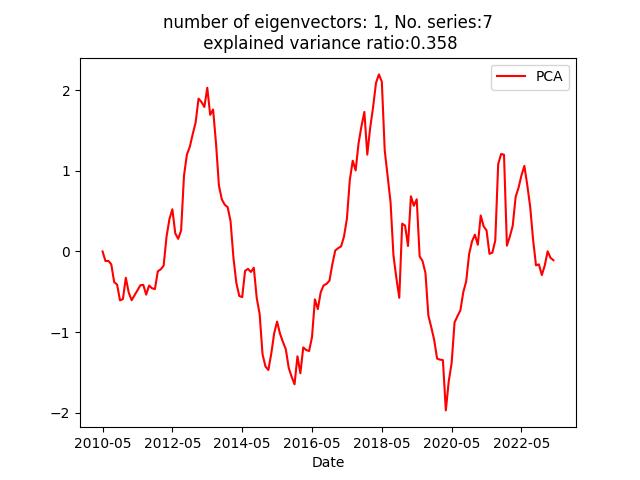 number of eigenvectors: 1, No. series:7
explained variance ratio:0.358
PCA
2
1
0
−1
−2
2010-05 2012-05 2014-05 2016-05 2018-05 2020-05 2022-05
Date